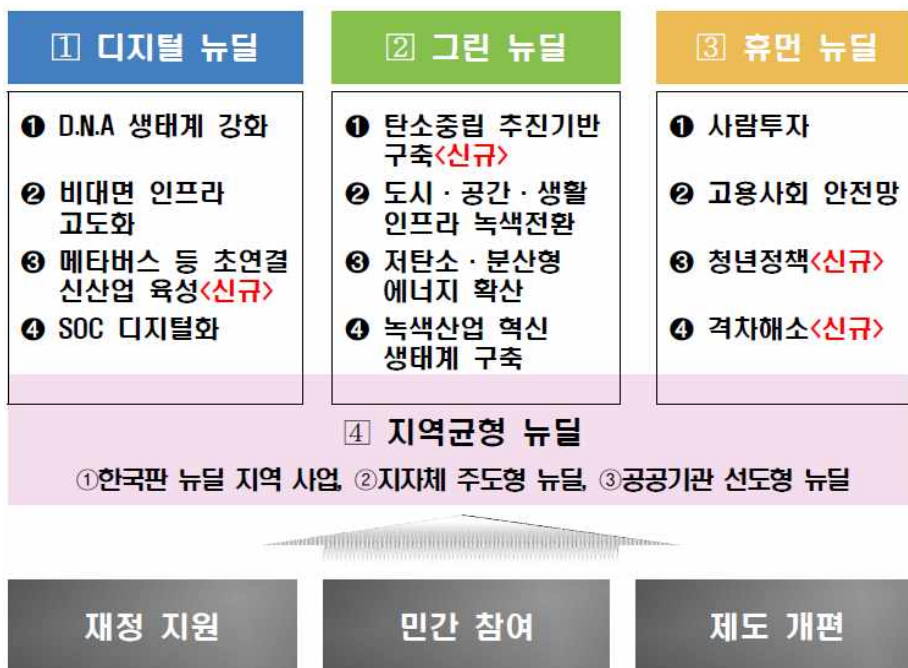 1 디지털 뉴딜
❶ D.N.A 생태계 강화
❷ 비대면 인프라
고도화
❸ 메타버스 등 초연결
신산업 육성<신규>
❹ SOC 디지털화
2 그린 뉴딜
❶ 탄소중립 추진기반
구축<신규>
❷ 도시·공간·생활
인프라 녹색전환
❸ 저탄소·분산형
에너지 확산
❹ 녹색산업 혁신
생태계 구축
3 휴먼 뉴딜
❶ 사람투자
❷ 고용사회 안전망
❸ 청년정책<신규>
❹ 격차해소<신규>
4 지역균형 뉴딜
①한국판 뉴딜 지역 사업, ②지자체 주도형 뉴딜, ③공공기관 선도형 뉴딜
재정 지원
민간 참여
제도 개편